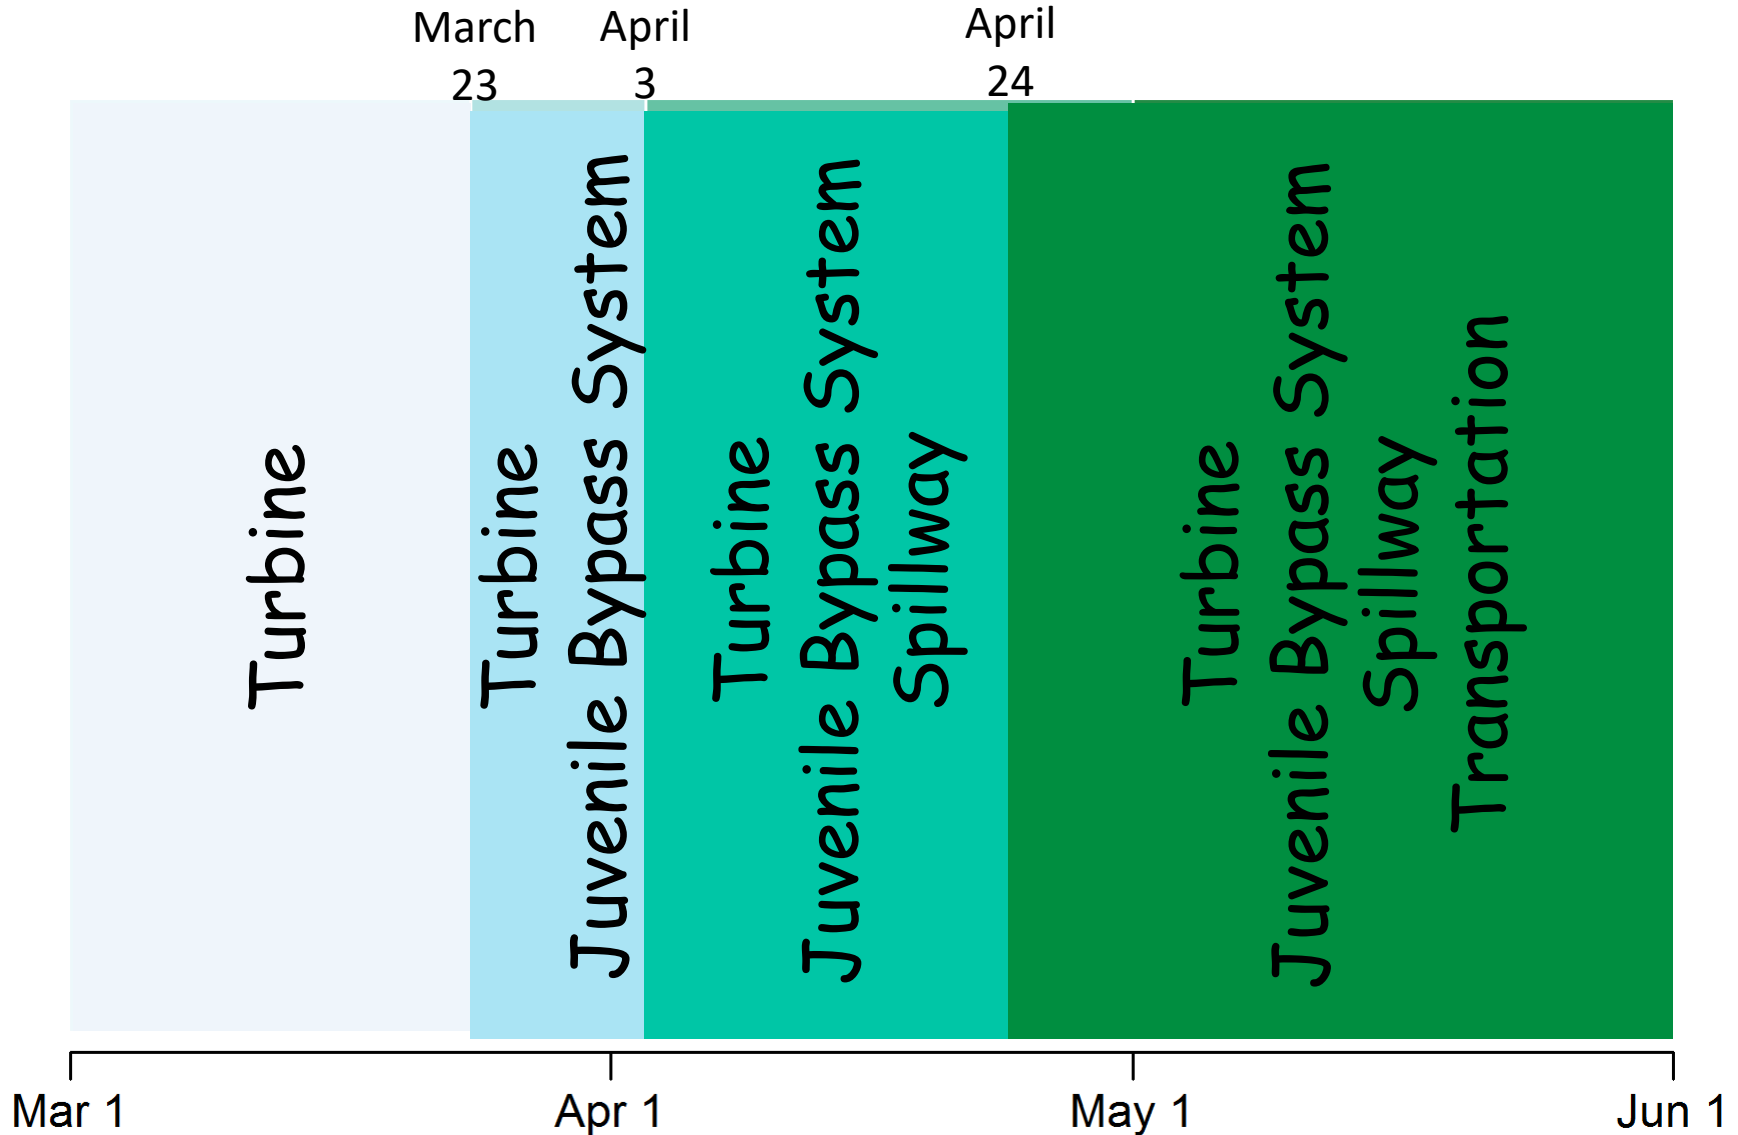 March
23
April
3
April
24
Turbine
Turbine
Juvenile Bypass System
Turbine
Juvenile Bypass System
Spillway
Turbine
Juvenile Bypass System
Spillway
Transportation
Mar 1
Apr 1
May 1
Jun 1